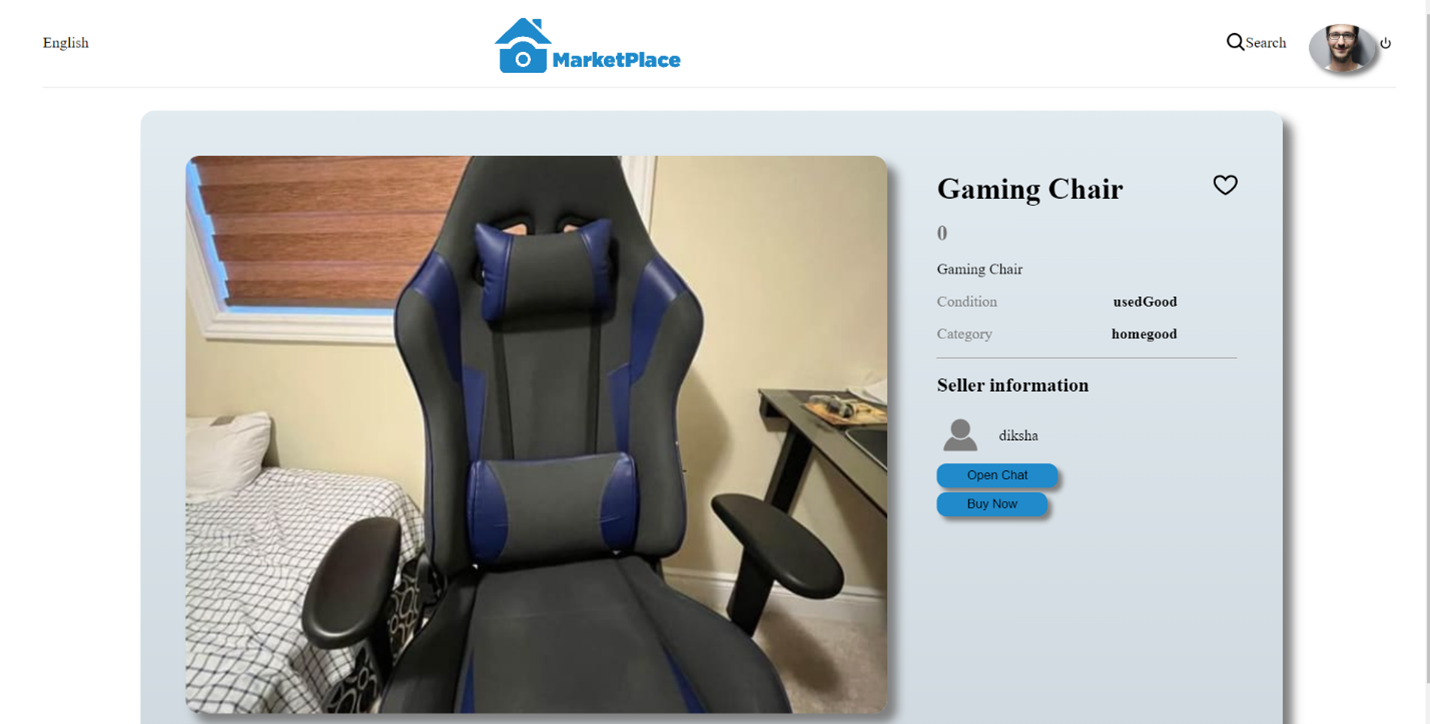 English
MarketPlace
Search
Gaming Chair
0
Gaming Chair
Condition usedGood
Category homegood
Seller information
diksha
Open Chat
Buy Now